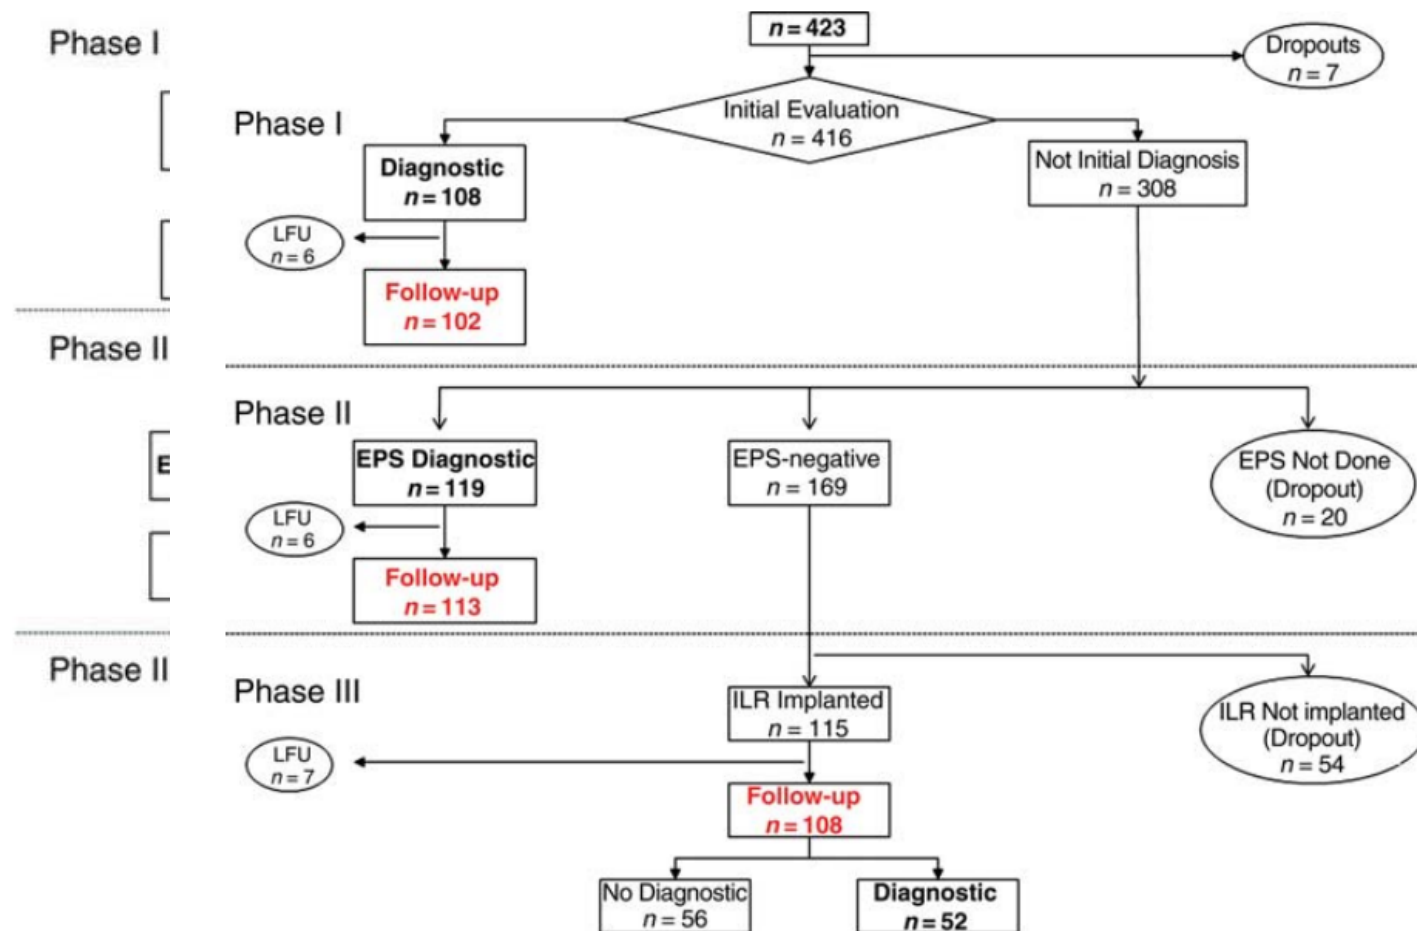 Phase I
n = 423
Dropouts
n = 7
Phase I
Initial Evaluation
n = 416
Diagnostic
n = 108
Not Initial Diagnosis
n = 308
LFU
n = 6
Follow-up
n = 102
Phase II
Phase II
E
EPS Diagnostic
n = 119
EPS-negative
n = 169
EPS Not Done
(Dropout)
n = 20
LFU
n = 6
Follow-up
n = 113
Phase II
Phase III
ILR Implanted
n = 115
ILR Not implanted
(Dropout)
n = 54
LFU
n = 7
Follow-up
n = 108
No Diagnostic
n = 56
Diagnostic
n = 52